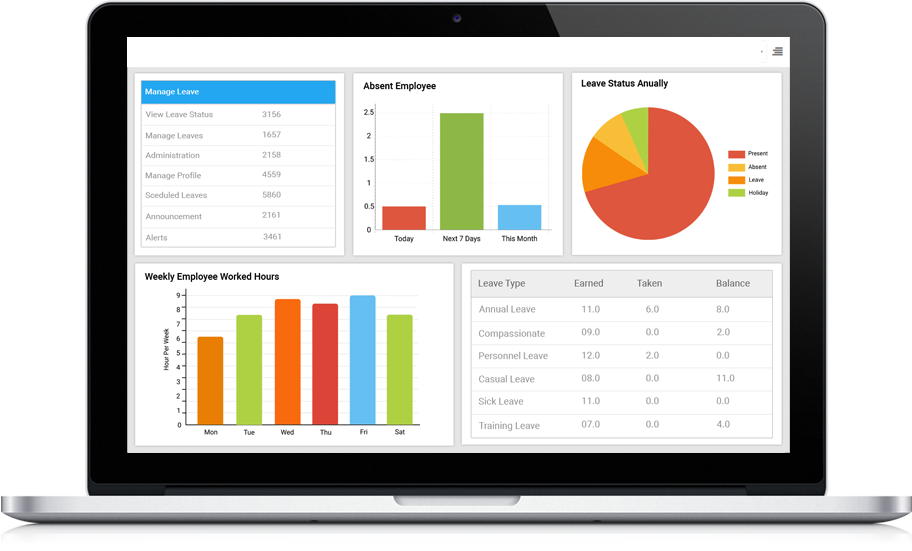 Manage Leave
View Leave Status 3156
Manage Leaves 1657
Administration 2158
Manage Profile 4559
Sceduled Leaves 5860
Announcement 2161
Alerts 3461
Absent Employee
2.5
2
1.5
1
0.5
0
Today Next 7 Days This Month
Leave Status Anually
Present
Absent
Leave
Holiday
Weekly Employee Worked Hours
Hour Per Week
9
8
7
6
5
4
3
2
1
0
Mon Tue Wed Thu Fri Sat
Leave Type Earned Taken Balance
Annual Leave 11.0 6.0 8.0
Compassionate 09.0 0.0 2.0
Personnel Leave 12.0 2.0 0.0
Casual Leave 08.0 0.0 11.0
Sick Leave 11.0 0.0 0.0
Training Leave 07.0 0.0 4.0